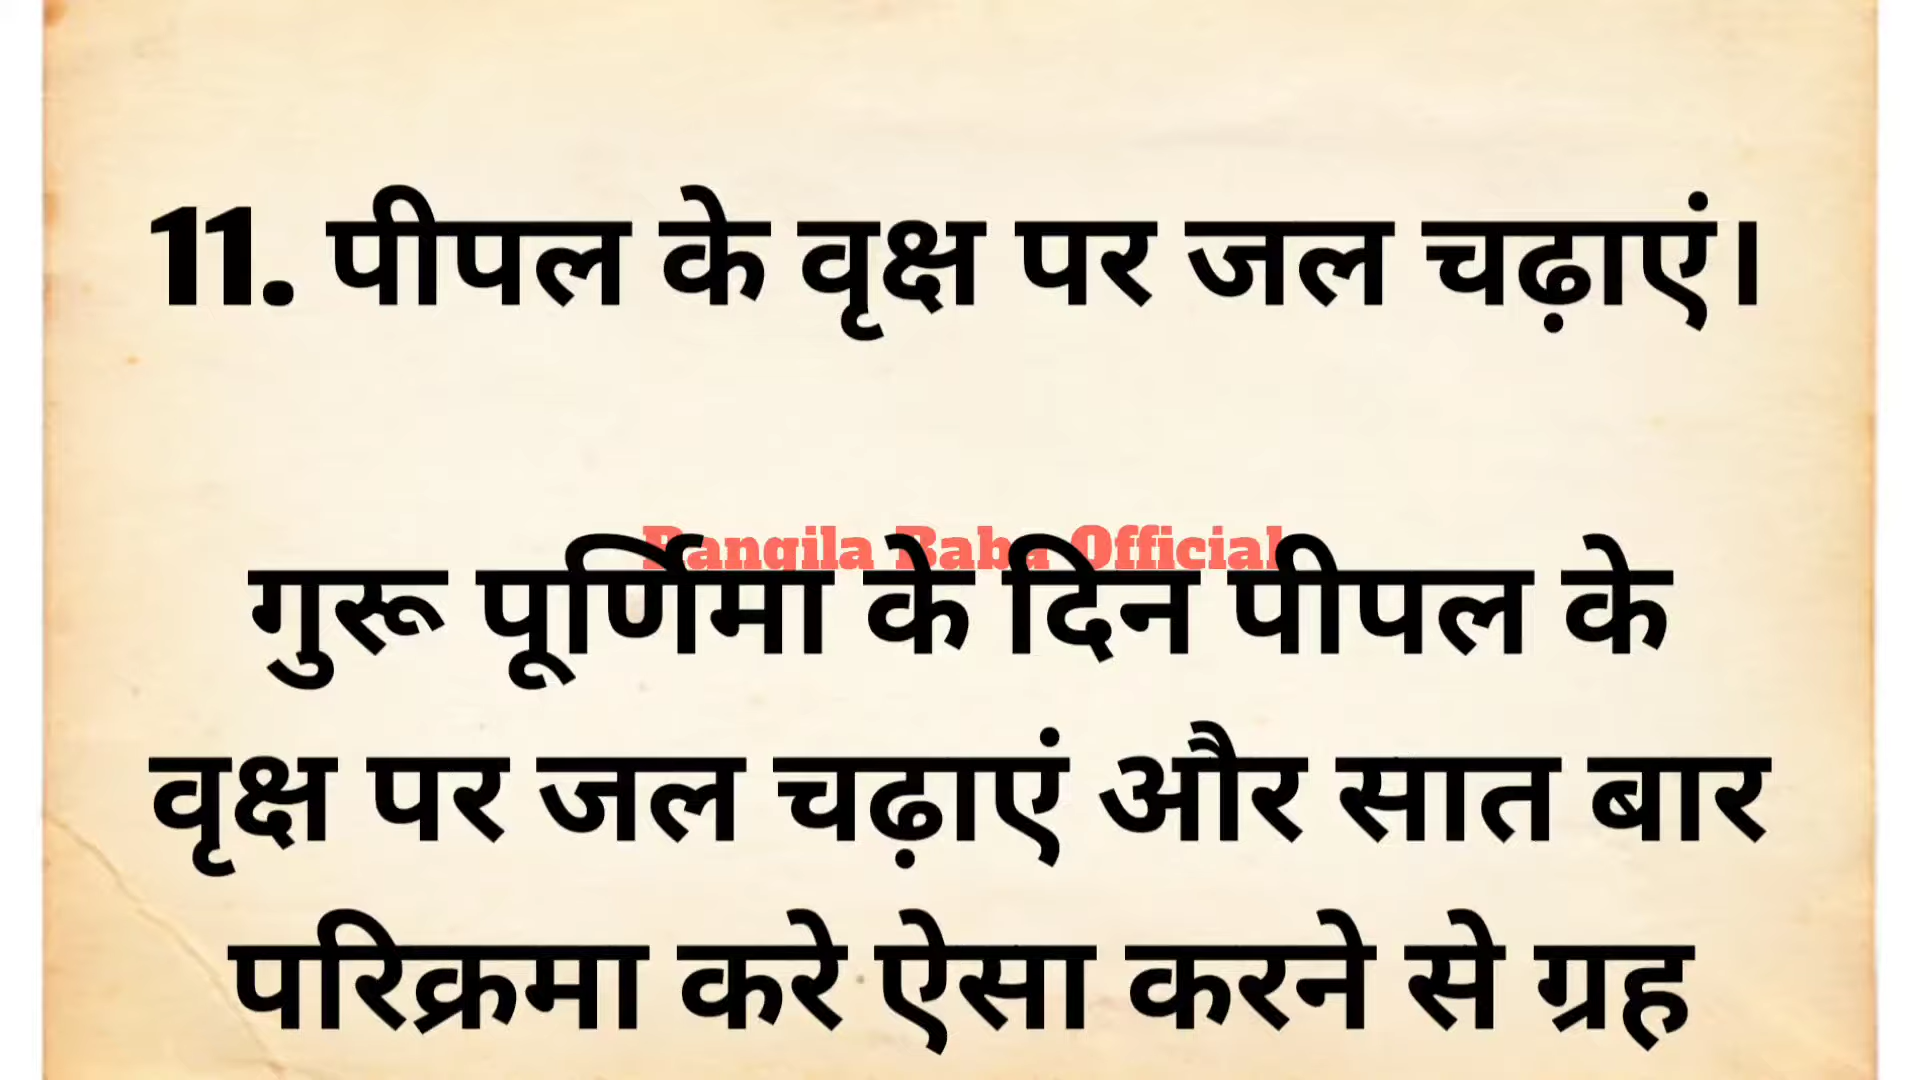 11. पीपल के वृक्ष पर जल चढ़ाएं।
Rangila Baba Official
गुरू पूर्णिमा के दिन पीपल के
वृक्ष पर जल चढ़ाएं और सात बार
परिक्रमा करे ऐसा करने से ग्रह